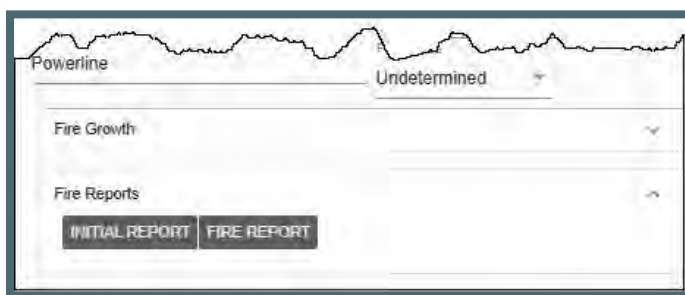 Powerline
Undetermined
Fire Growth
Fire Reports
INITIAL REPORT FIRE REPORT